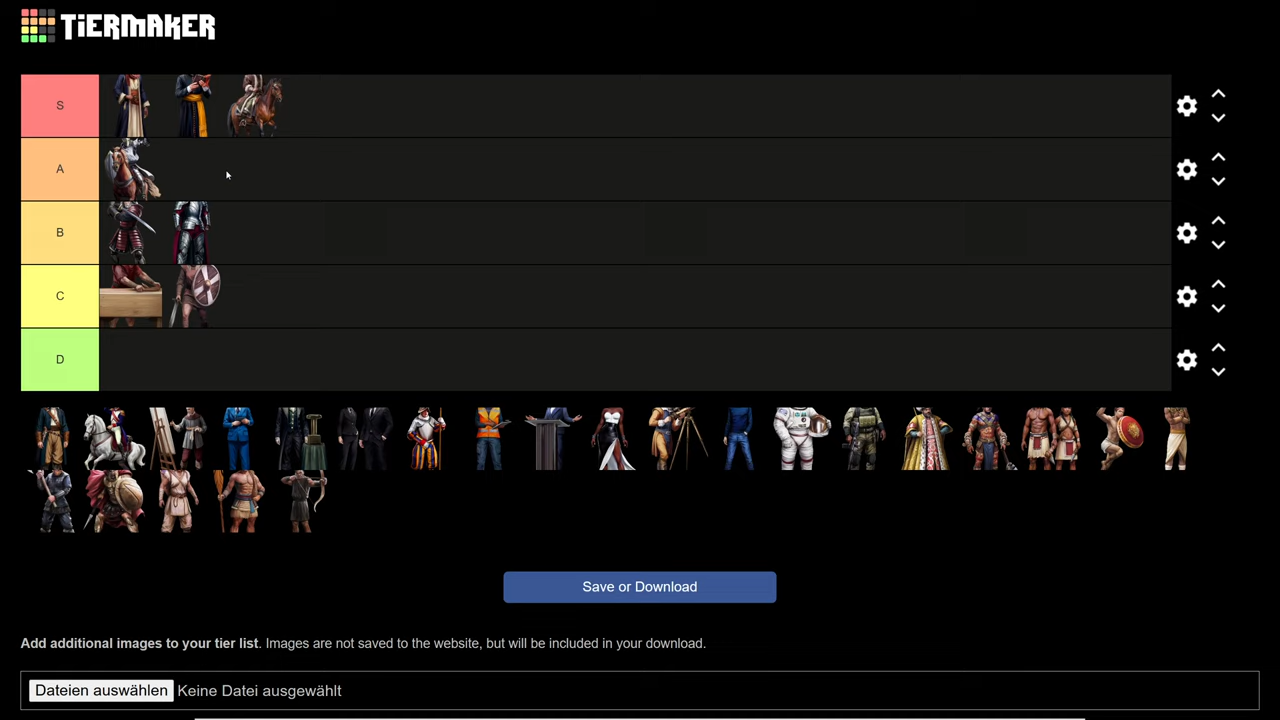 TIERMAKER
S
A
B
C
D
Save or Download
Add additional images to your tier list. Images are not saved to the website, but will be included in your download.
Dateien auswählen Keine Datei ausgewählt